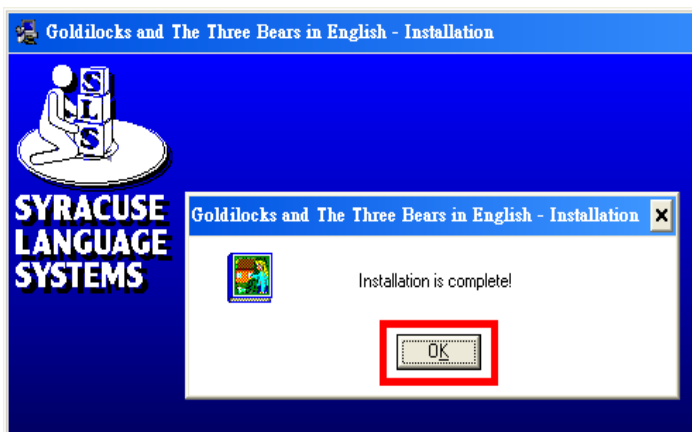 Goldilocks and The Three Bears in English - Installation
S
L
S
SYRACUSE
LANGUAGE
SYSTEMS
Goldilocks and The Three Bears in English - Installation
Installation is complete!
OK